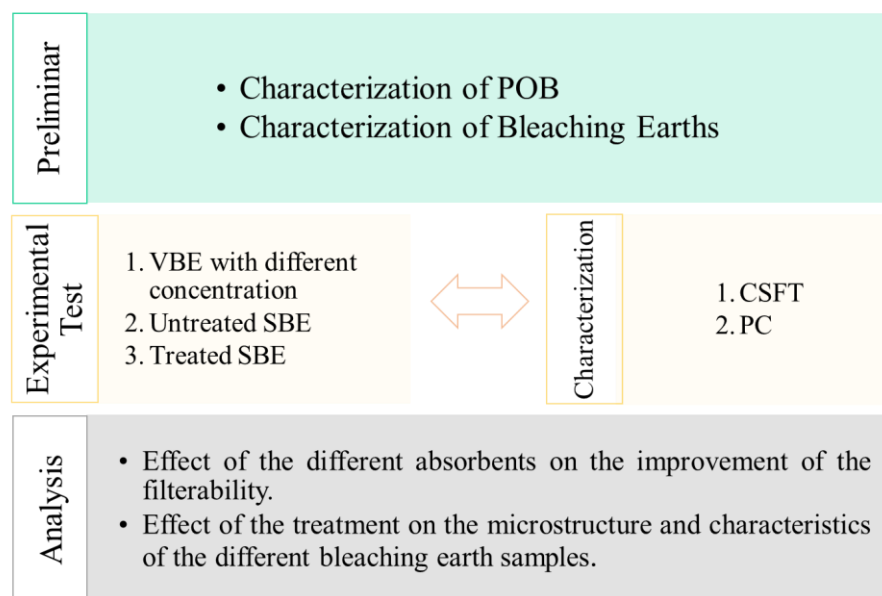 Preliminar
• Characterization of POB
• Characterization of Bleaching Earths
Experimental
Test
1. VBE with different
concentration
2. Untreated SBE
3. Treated SBE
Characterization
1. CSFT
2. PC
Analysis
• Effect of the different absorbents on the improvement of the
filterability.
• Effect of the treatment on the microstructure and characteristics
of the different bleaching earth samples.